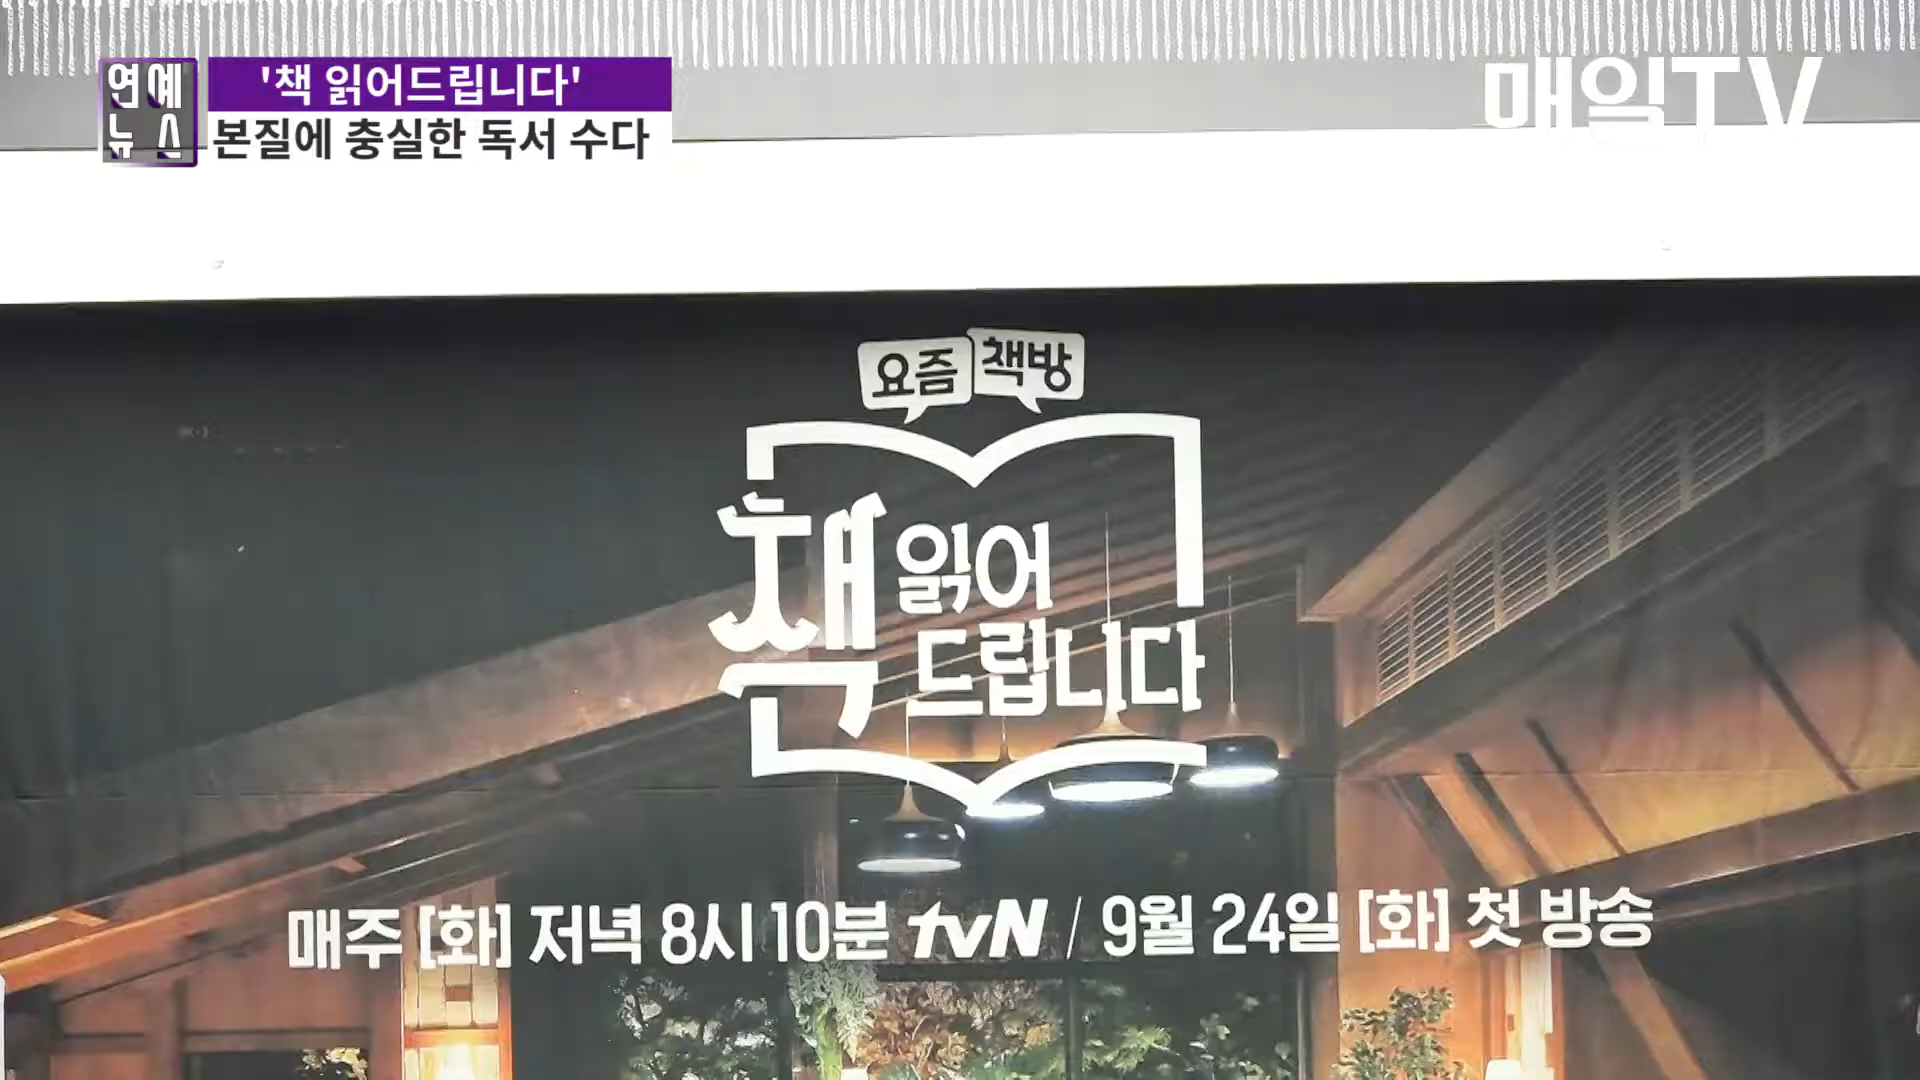 연예
뉴스
'책 읽어드립니다'
본질에 충실한 독서 수다
매일TV
요즘 책방
책 읽어
드립니다
매주 [화] 저녁 8시 10분 tvN / 9월 24일 [화] 첫 방송